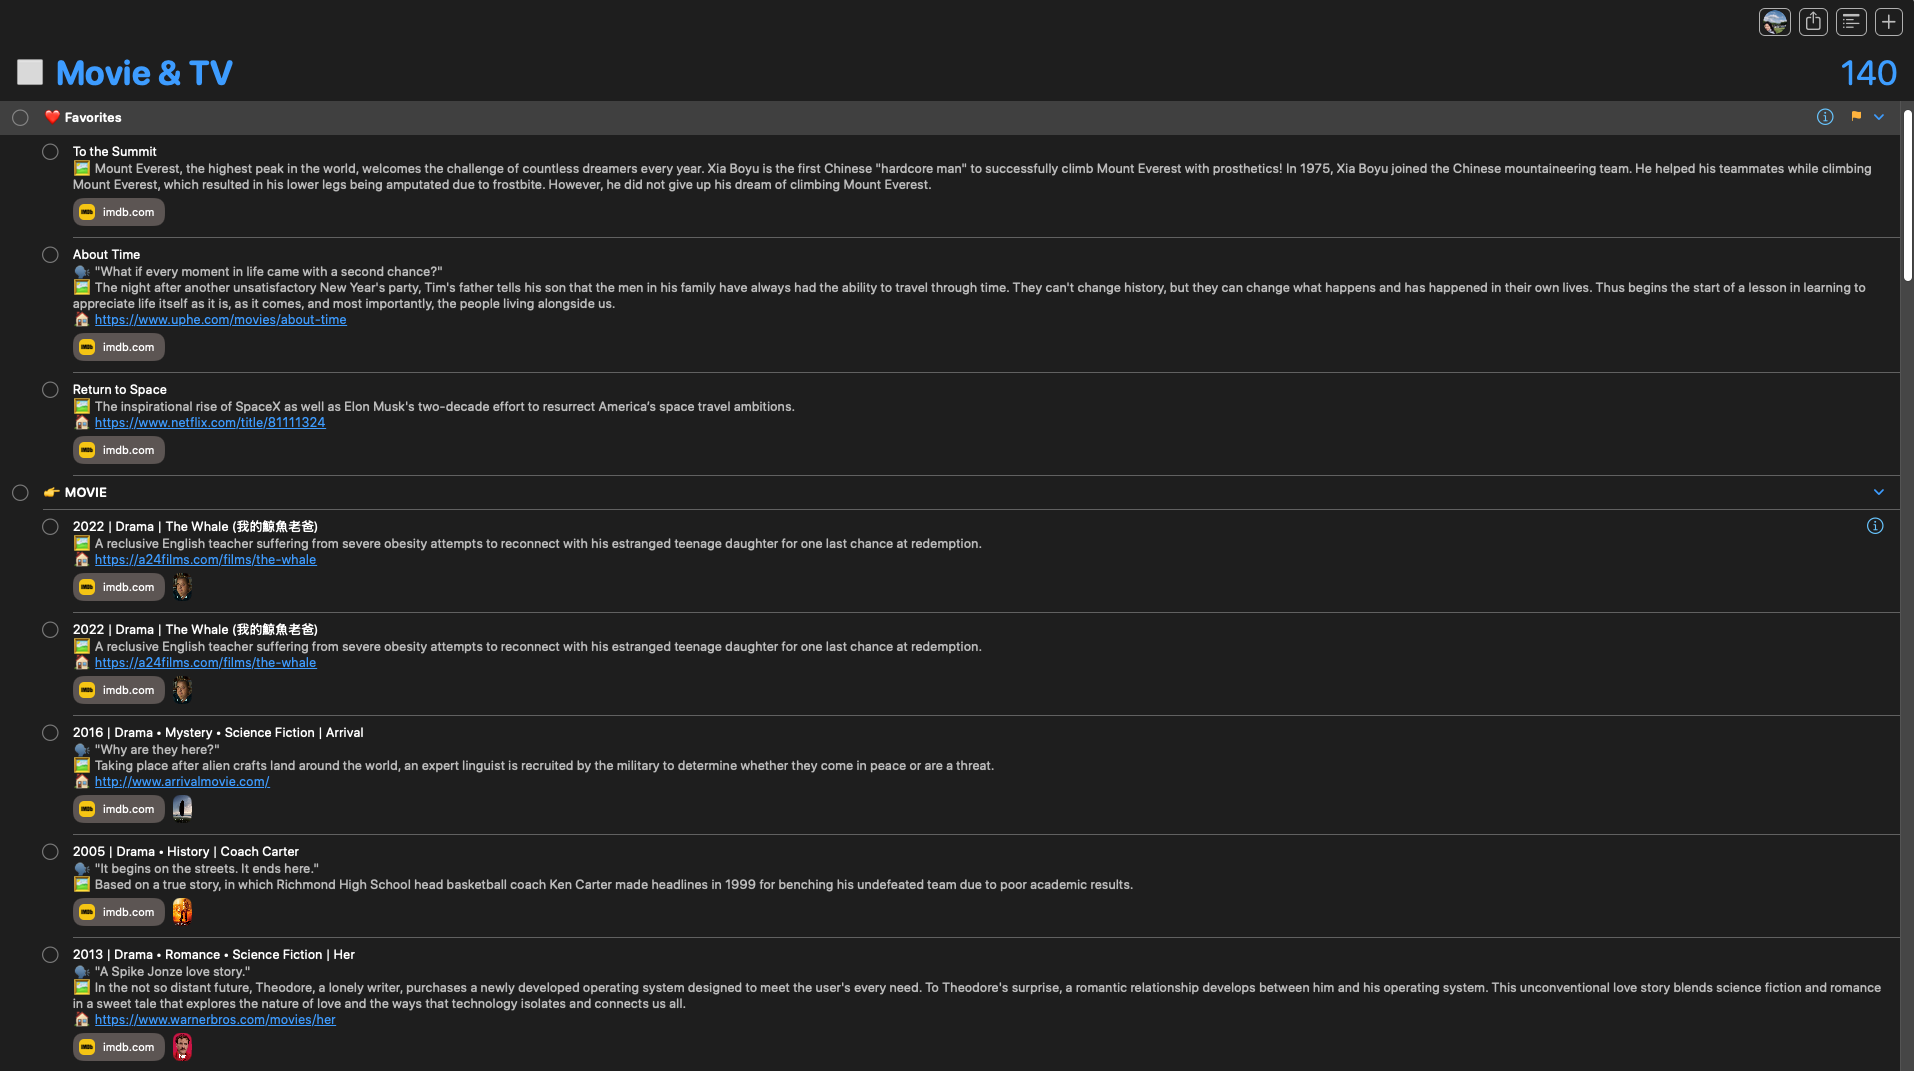 Movie & TV
140
Favorites
To the Summit
Mount Everest, the highest peak in the world, welcomes the challenge of countless dreamers every year. Xia Boyu is the first Chinese "hardcore man" to successfully climb Mount Everest with prosthetics! In 1975, Xia Boyu joined the Chinese mountaineering team. He helped his teammates while climbing
Mount Everest, which resulted in his lower legs being amputated due to frostbite. However, he did not give up his dream of climbing Mount Everest.
imdb.com
About Time
"What if every moment in life came with a second chance?"
The night after another unsatisfactory New Year's party, Tim's father tells his son that the men in his family have always had the ability to travel through time. They can't change history, but they can change what happens and has happened in their own lives. Thus begins the start of a lesson in learning to
appreciate life itself as it is, as it comes, and most importantly, the people living alongside us.
https://www.uphe.com/movies/about-time
imdb.com
Return to Space
The inspirational rise of SpaceX as well as Elon Musk's two-decade effort to resurrect America’s space travel ambitions.
https://www.netflix.com/title/81111324
imdb.com
MOVIE
2022 | Drama | The Whale (我的鯨魚老爸)
A reclusive English teacher suffering from severe obesity attempts to reconnect with his estranged teenage daughter for one last chance at redemption.
https://a24films.com/films/the-whale
imdb.com
2022 | Drama | The Whale (我的鯨魚老爸)
A reclusive English teacher suffering from severe obesity attempts to reconnect with his estranged teenage daughter for one last chance at redemption.
https://a24films.com/films/the-whale
imdb.com
2016 | Drama • Mystery • Science Fiction | Arrival
"Why are they here?"
Taking place after alien crafts land around the world, an expert linguist is recruited by the military to determine whether they come in peace or are a threat.
http://www.arrivalmovie.com/
imdb.com
2005 | Drama • History | Coach Carter
"It begins on the streets. It ends here."
Based on a true story, in which Richmond High School head basketball coach Ken Carter made headlines in 1999 for benching his undefeated team due to poor academic results.
imdb.com
2013 | Drama • Romance • Science Fiction | Her
"A Spike Jonze love story."
In the not so distant future, Theodore, a lonely writer, purchases a newly developed operating system designed to meet the user's every need. To Theodore's surprise, a romantic relationship develops between him and his operating system. This unconventional love story blends science fiction and romance
in a sweet tale that explores the nature of love and the ways that technology isolates and connects us all.
https://www.warnerbros.com/movies/her
imdb.com